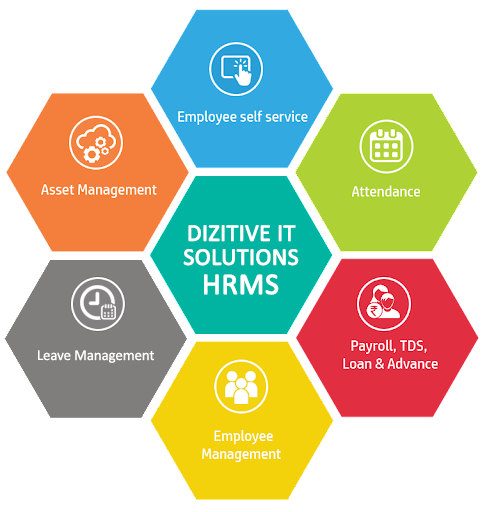 Employee self service
Asset Management
Attendance
DIZITIVE IT
SOLUTIONS
HRMS
Leave Management
Payroll, TDS,
Loan & Advance
Employee
Management